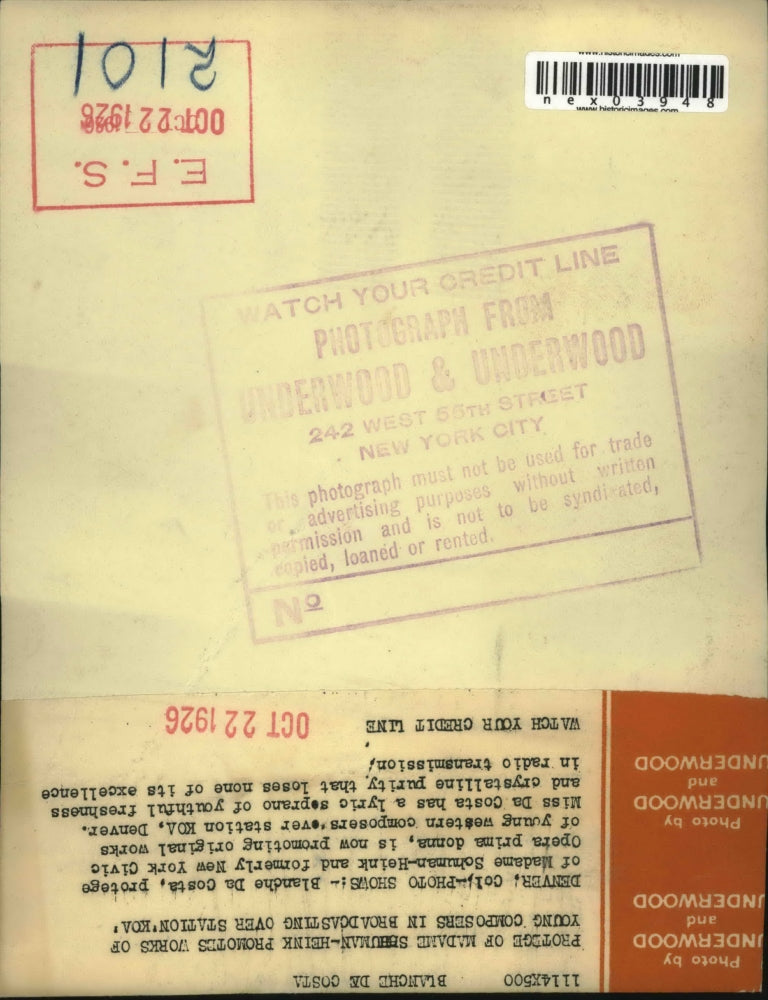 2101
OCT 22 1926
E. F. S.
www.historicimages.com
nex03948
www.historicimages.com
WATCH YOUR CREDIT LINE
PHOTOGRAPH FROM
UNDERWOOD & UNDERWOOD
242 WEST 55TH STREET
NEW YORK CITY
This photograph must not be used for trade
or advertising purposes without written
permission and is not to be syndicated,
copied, loaned or rented.
Nº
1114X500 BLANCHE DE COSTA
PROTEGE OF MADAME SCHUMAN-HEINK PROMOTES WORKS OF
YOUNG COMPOSERS IN BROADCASTING OVER STATION'KOA'
DENVER; Col;-PHOTO SHOWS:- Blanche Da Costa, protege
of Madame Schuman-Heink and formerly New York Civic
Opera prima donna, is now promoting original works
of young western composers over station KOA, Denver.
Miss Da Costa has a lyric soprano of youthful freshness
and crystalline purity that loses none of its excellence
in radio transmission;
WATCH YOUR CREDIT LINE
OCT 22 1926
Photo by
UNDERWOOD
and
UNDERWOOD
Photo by
UNDERWOOD
and
UNDERWOOD